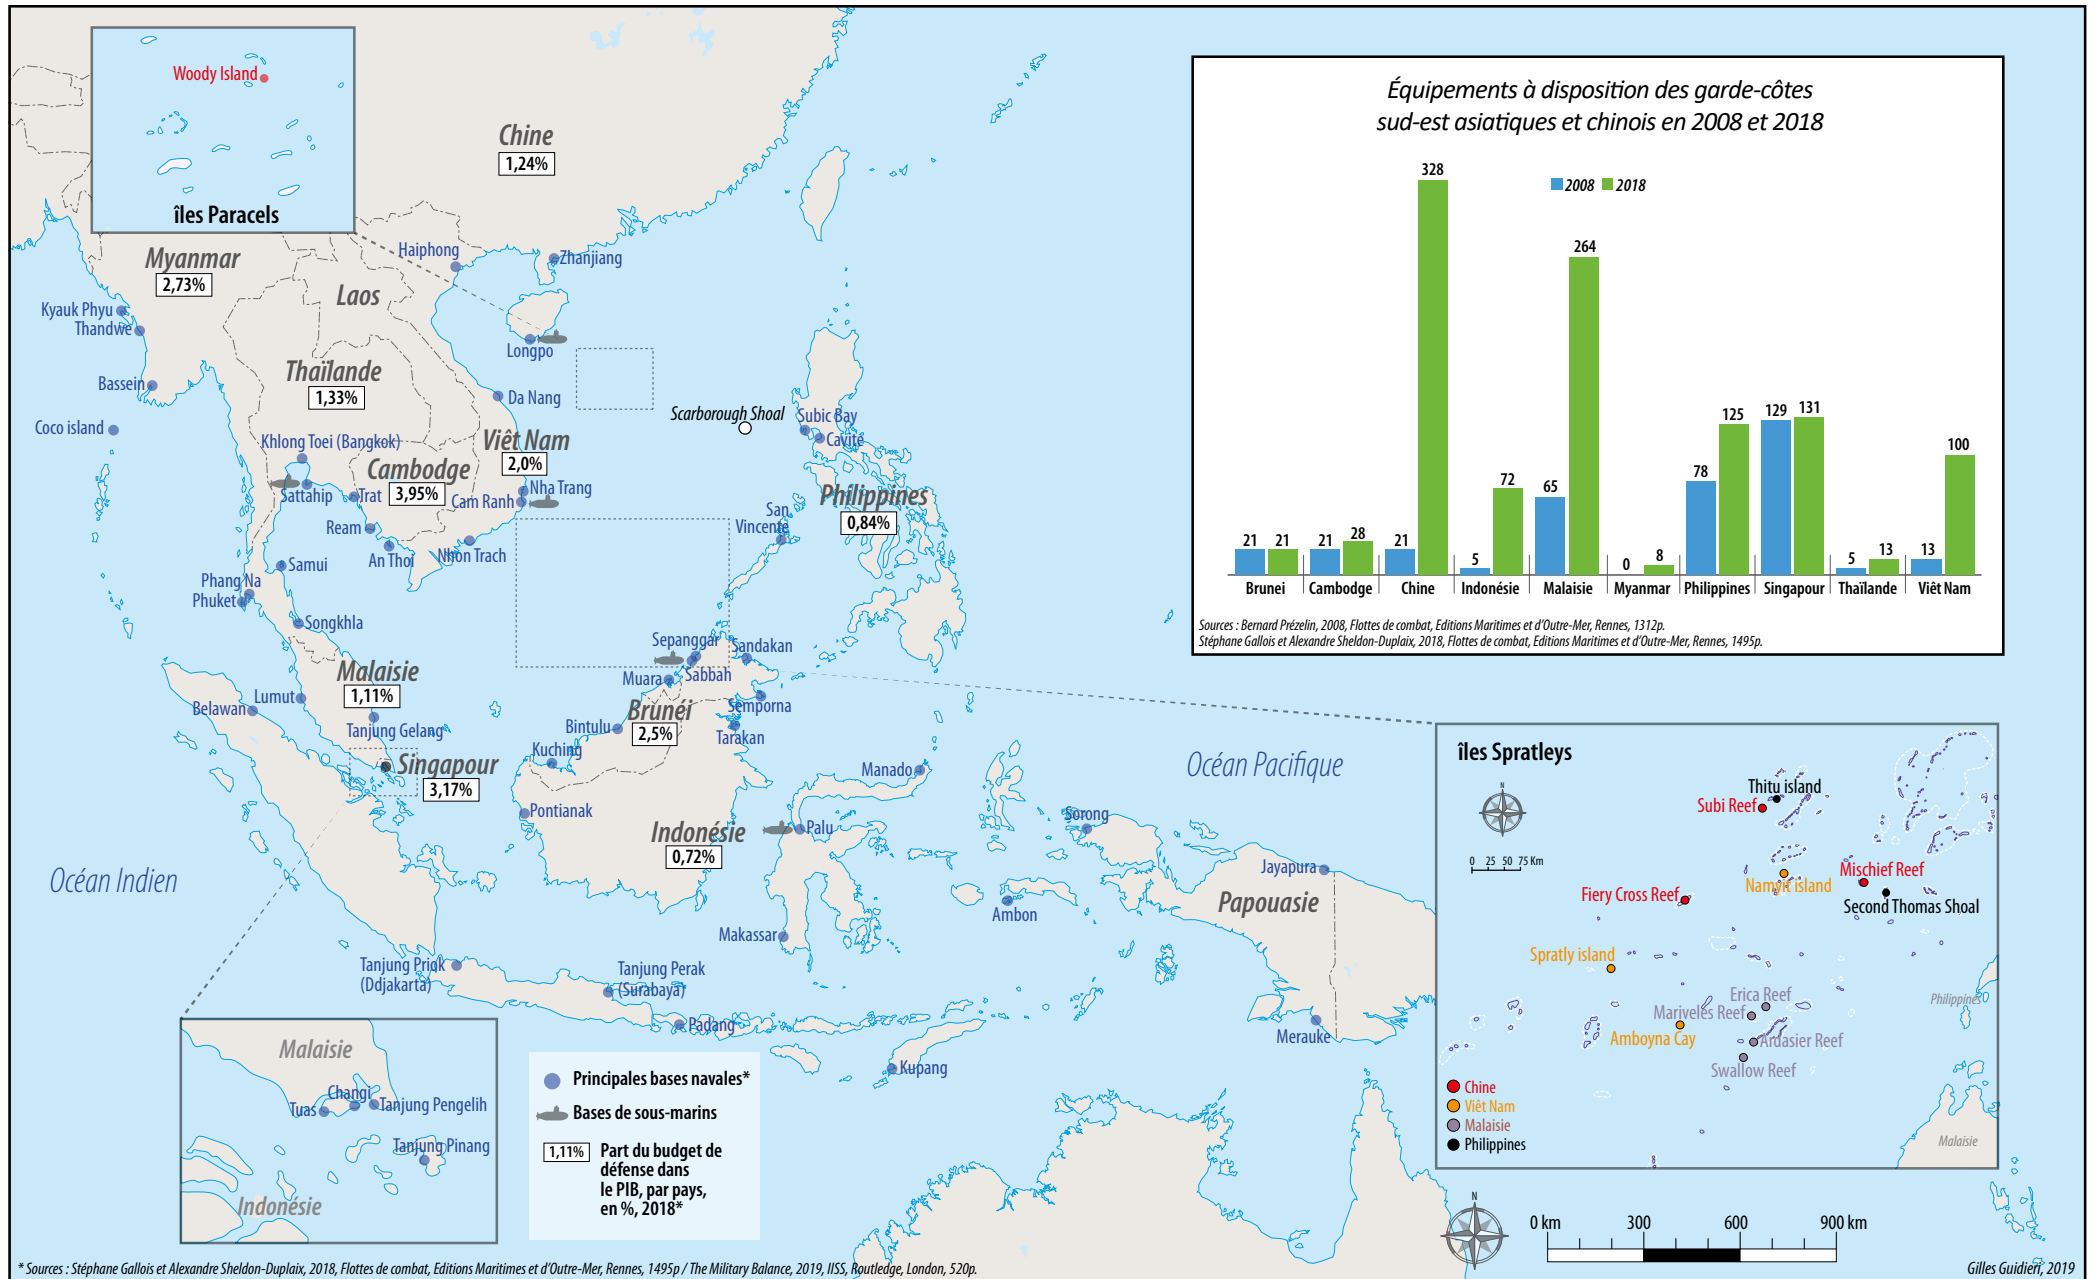 Woody Island
îles Paracels
Chine
1,24%
Myanmar
2,73%
Laos
Haiphong
Zhanjiang
Kyauk Phyu
Thandwe
Longpo
Thaïlande
1,33%
Bassein
Da Nang
Coco island
Scarborough Shoal
Subic Bay
Cavite
Khlong Toei (Bangkok)
Viêt Nam
2,0%
Cambodge
3,95%
Sattahip
Trat
Nha Trang
Cam Ranh
Philippines
0,84%
San
Vincente
Ream
An Thoi
Nhon Trach
Samui
Phang Na
Phuket
Songkhla
Sepanggar
Sandakan
Sabbah
Muara
Malaisie
1,11%
Lumut
Belawan
Tanjung Gelang
Semporna
Brunéi
2,5%
Bintulu
Tarakan
Kuching
Singapour
3,17%
Manado
Océan Pacifique
Pontianak
Indonésie
0,72%
Palu
Sorong
Océan Indien
Jayapura
Papouasie
Ambon
Makassar
Tanjung Priok
(Ddjakarta)
Tanjung Perak
(Surabaya)
Padang
Merauke
Kupang
Équipements à disposition des garde-côtes
sud-est asiatiques et chinois en 2008 et 2018
2008 2018
21 21 21 28 21 328 5 72 65 264 0 8 78 125 129 131 5 13 13 100
Brunei Cambodge Chine Indonésie Malaisie Myanmar Philippines Singapour Thaïlande Viêt Nam
Sources : Bernard Prézelin, 2008, Flottes de combat, Editions Maritimes et d'Outre-Mer, Rennes, 1312p.
Stéphane Gallois et Alexandre Sheldon-Duplaix, 2018, Flottes de combat, Editions Maritimes et d'Outre-Mer, Rennes, 1495p.
îles Spratleys
N
0 25 50 75 Km
Thitu island
Subi Reef
Mischief Reef
Namyit island
Fiery Cross Reef
Second Thomas Shoal
Spratly island
Erica Reef
Mariveles Reef
Philippines
Amboyna Cay
Ardasier Reef
Swallow Reef
Chine
Viêt Nam
Malaisie
Philippines
Malaisie
Malaisie
Changi
Tuas
Tanjung Pengelih
Tanjung Pinang
Indonésie
Principales bases navales*
Bases de sous-marins
1,11%
Part du budget de
défense dans
le PIB, par pays,
en %, 2018*
N
0 km 300 600 900 km
* Sources : Stéphane Gallois et Alexandre Sheldon-Duplaix, 2018, Flottes de combat, Editions Maritimes et d'Outre-Mer, Rennes, 1495p / The Military Balance, 2019, IISS, Routledge, London, 520p.
Gilles Guidieri, 2019